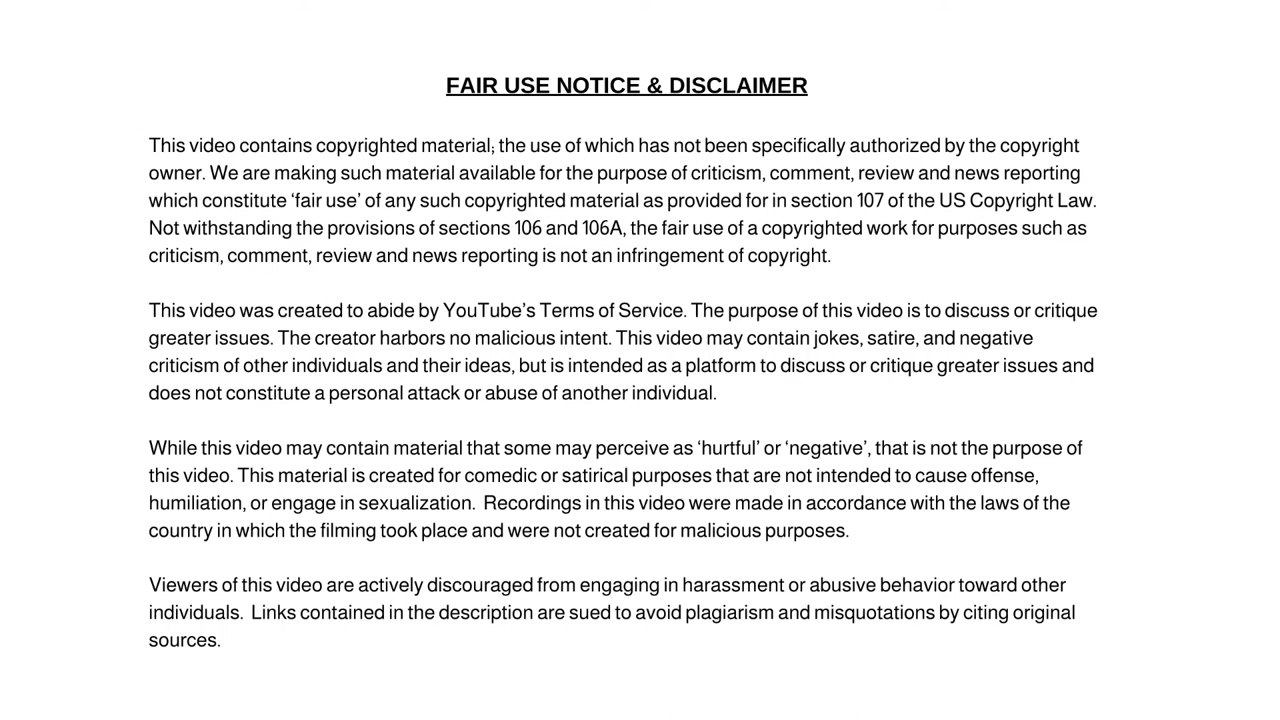 FAIR USE NOTICE & DISCLAIMER
This video contains copyrighted material; the use of which has not been specifically authorized by the copyright
owner. We are making such material available for the purpose of criticism, comment, review and news reporting
which constitute ‘fair use’ of any such copyrighted material as provided for in section 107 of the US Copyright Law.
Not withstanding the provisions of sections 106 and 106A, the fair use of a copyrighted work for purposes such as
criticism, comment, review and news reporting is not an infringement of copyright.
This video was created to abide by YouTube’s Terms of Service. The purpose of this video is to discuss or critique
greater issues. The creator harbors no malicious intent. This video may contain jokes, satire, and negative
criticism of other individuals and their ideas, but is intended as a platform to discuss or critique greater issues and
does not constitute a personal attack or abuse of another individual.
While this video may contain material that some may perceive as ‘hurtful’ or ‘negative’, that is not the purpose of
this video. This material is created for comedic or satirical purposes that are not intended to cause offense,
humiliation, or engage in sexualization.  Recordings in this video were made in accordance with the laws of the
country in which the filming took place and were not created for malicious purposes.
Viewers of this video are actively discouraged from engaging in harassment or abusive behavior toward other
individuals.  Links contained in the description are sued to avoid plagiarism and misquotations by citing original
sources.